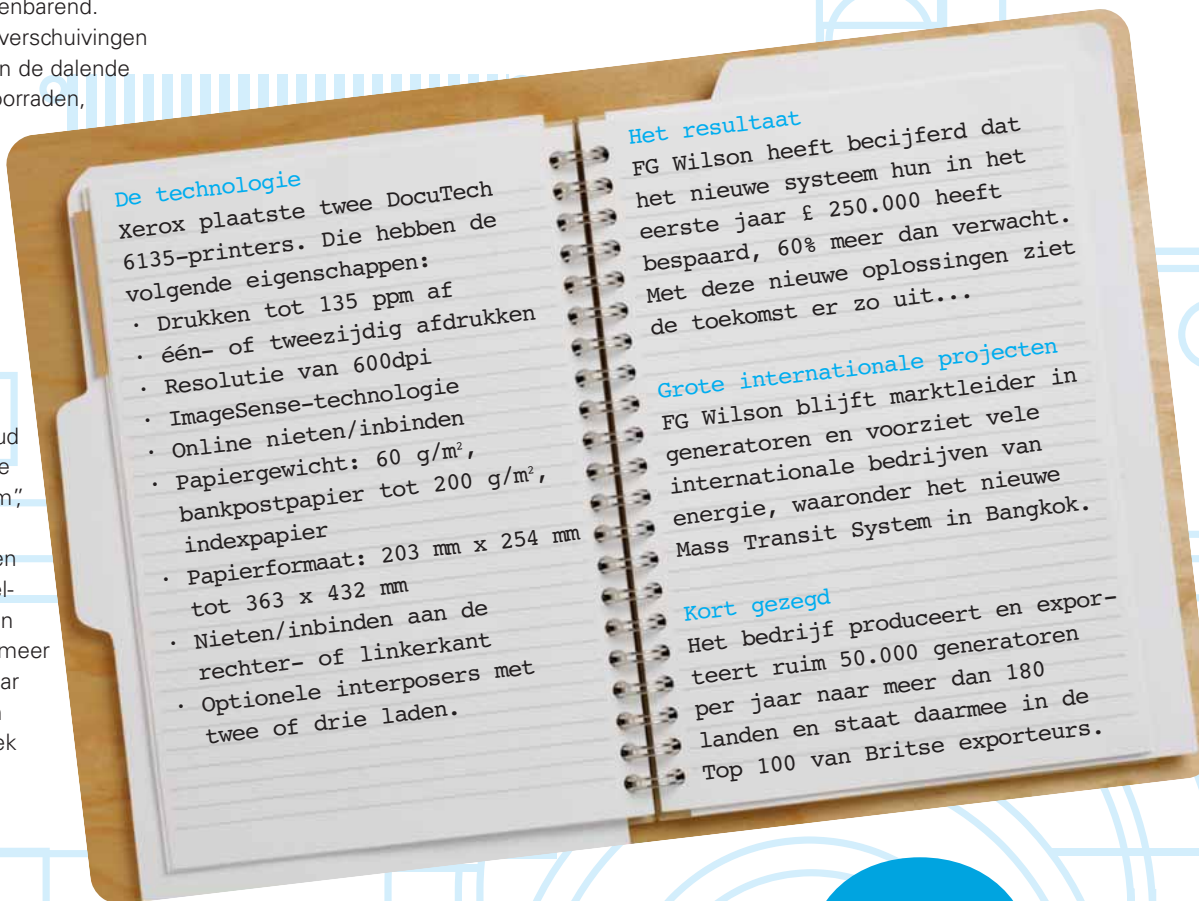 enbarend.
verschuivingen
n de dalende
orraden,
ud
e
m”,
en
el-
n
meer
ar
n
ek
De technologie
Xerox plaatste twee DocuTech
6135-printers. Die hebben de
volgende eigenschappen:
· Drukken tot 135 ppm af
· één- of tweezijdig afdrukken
· Resolutie van 600dpi
· ImageSense-technologie
· Online nieten/inbinden
· Papiergewicht: 60 g/m²,
bankpostpapier tot 200 g/m²,
indexpapier
· Papierformaat: 203 mm x 254 mm
tot 363 x 432 mm
· Nieten/inbinden aan de
rechter- of linkerkant
· Optionele interposers met
twee of drie laden.
Het resultaat
FG Wilson heeft becijferd dat
het nieuwe systeem hun in het
eerste jaar £ 250.000 heeft
bespaard, 60% meer dan verwacht.
Met deze nieuwe oplossingen ziet
de toekomst er zo uit...
Grote internationale projecten
FG Wilson blijft marktleider in
generatoren en voorziet vele
internationale bedrijven van
energie, waaronder het nieuwe
Mass Transit System in Bangkok.
Kort gezegd
Het bedrijf produceert en expor-
teert ruim 50.000 generatoren
per jaar naar meer dan 180
landen en staat daarmee in de
Top 100 van Britse exporteurs.